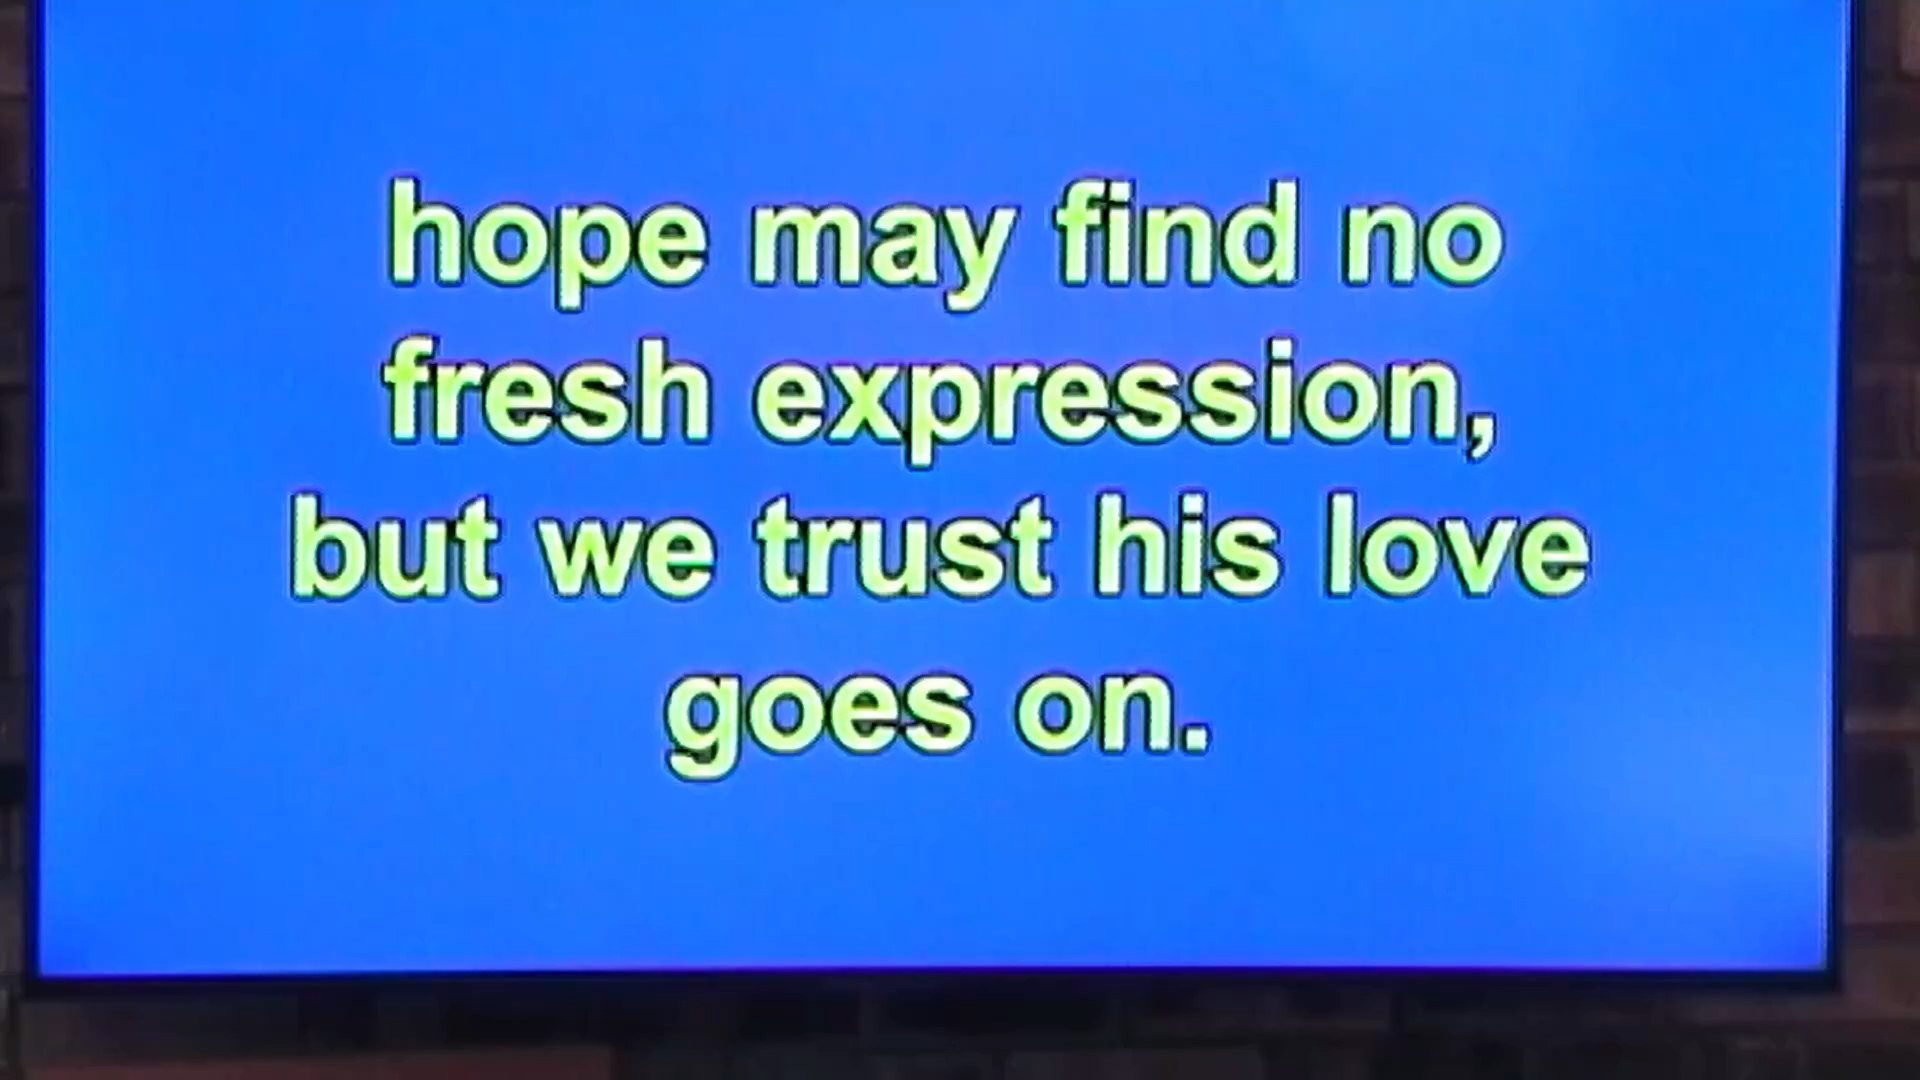 hope may find no
fresh expression,
but we trust his love
goes on.